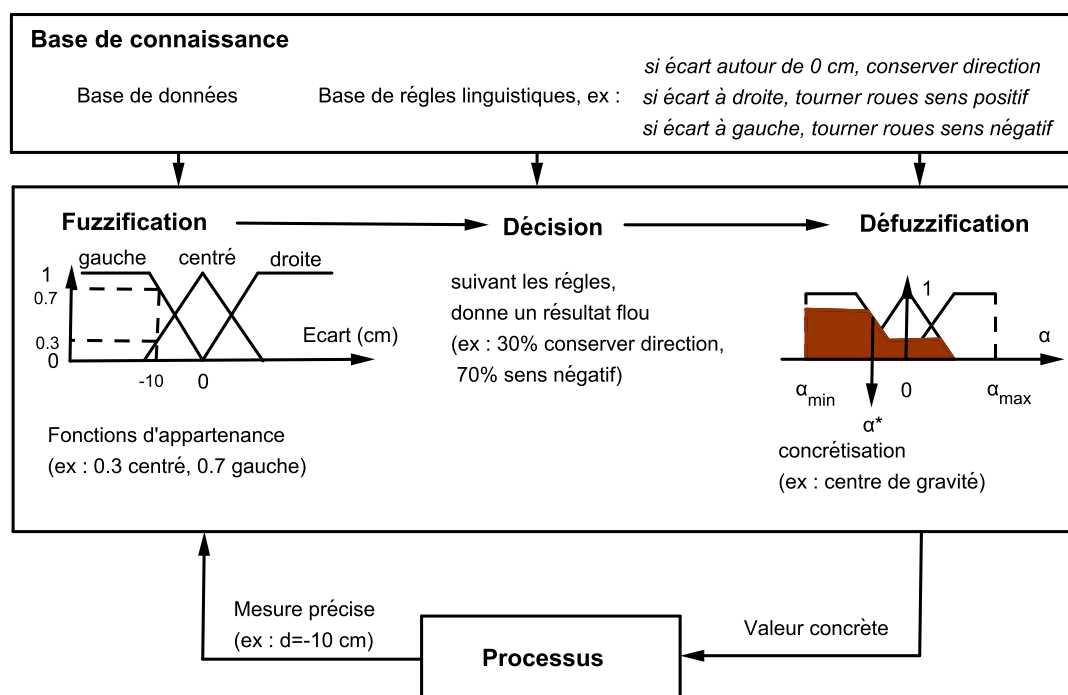 Base de connaissance
Base de données
Base de régles linguistiques, ex :
si écart autour de 0 cm, conserver direction
si écart à droite, tourner roues sens positif
si écart à gauche, tourner roues sens négatif
Fuzzification
Décision
Défuzzification
gauche centré droite
1
0.7
0.3
0
Ecart (cm)
-10 0
Fonctions d'appartenance
(ex : 0.3 centré, 0.7 gauche)
suivant les régles,
donne un résultat flou
(ex : 30% conserver direction,
70% sens négatif)
1
α
αmin 0 αmax
α*
concrétisation
(ex : centre de gravité)
Mesure précise
(ex : d=-10 cm)
Processus
Valeur concrète